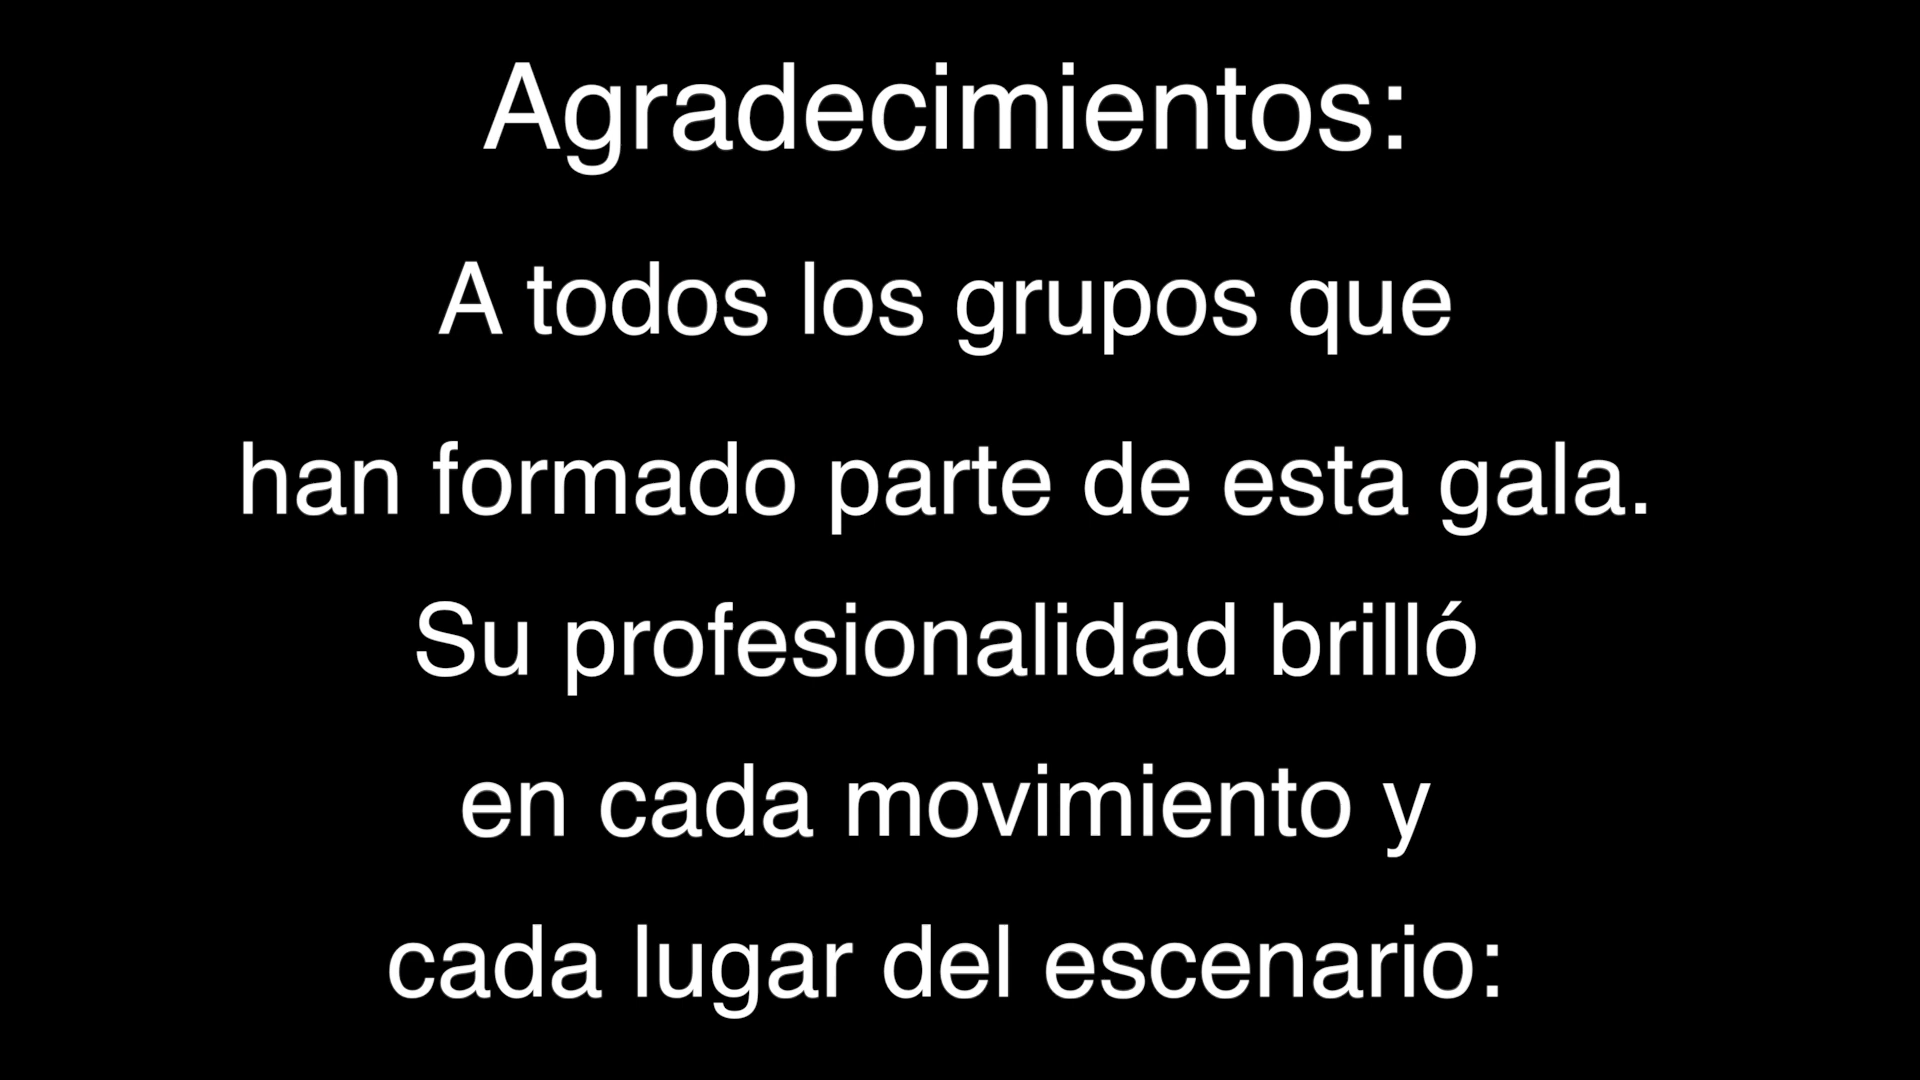 Agradecimientos:
A todos los grupos que
han formado parte de esta gala.
Su profesionalidad brilló
en cada movimiento y
cada lugar del escenario: